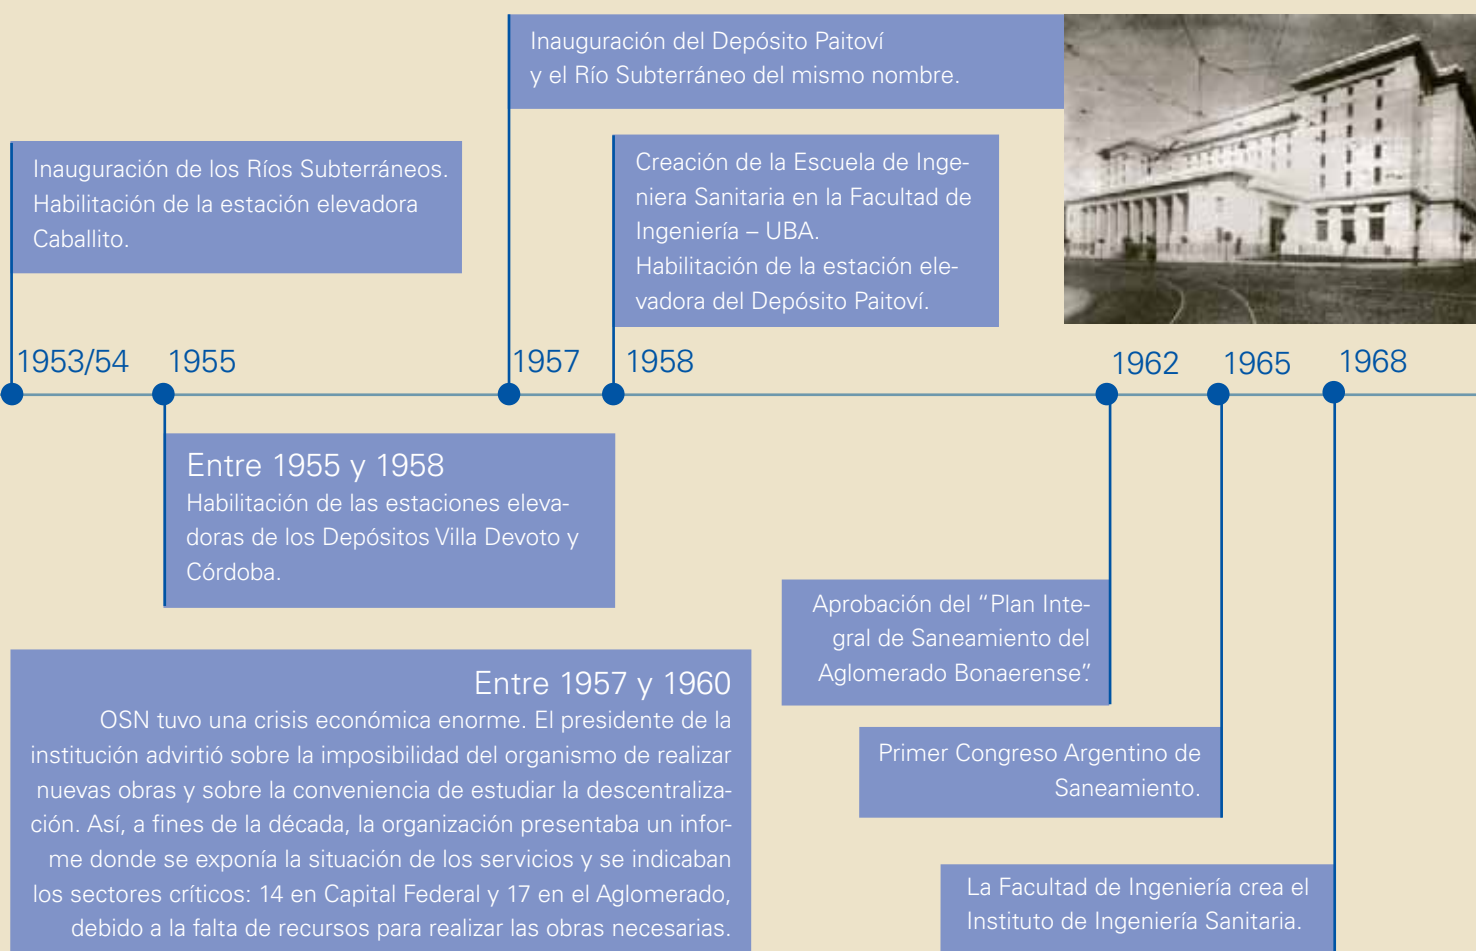 Inauguración del Depósito Paitoví
y el Río Subterráneo del mismo nombre.
Inauguración de los Ríos Subterráneos.
Habilitación de la estación elevadora
Caballito.
Creación de la Escuela de Inge-
niera Sanitaria en la Facultad de
Ingeniería – UBA.
Habilitación de la estación ele-
vadora del Depósito Paitoví.
1953/54
1955
1957
1958
1962
1965
1968
Entre 1955 y 1958
Habilitación de las estaciones eleva-
doras de los Depósitos Villa Devoto y
Córdoba.
Aprobación del “Plan Inte-
gral de Saneamiento del
Aglomerado Bonaerense”.
Entre 1957 y 1960
OSN tuvo una crisis económica enorme. El presidente de la
institución advirtió sobre la imposibilidad del organismo de realizar
nuevas obras y sobre la conveniencia de estudiar la descentraliza-
ción. Así, a fines de la década, la organización presentaba un infor-
me donde se exponía la situación de los servicios y se indicaban
los sectores críticos: 14 en Capital Federal y 17 en el Aglomerado,
debido a la falta de recursos para realizar las obras necesarias.
Primer Congreso Argentino de
Saneamiento.
La Facultad de Ingeniería crea el
Instituto de Ingeniería Sanitaria.